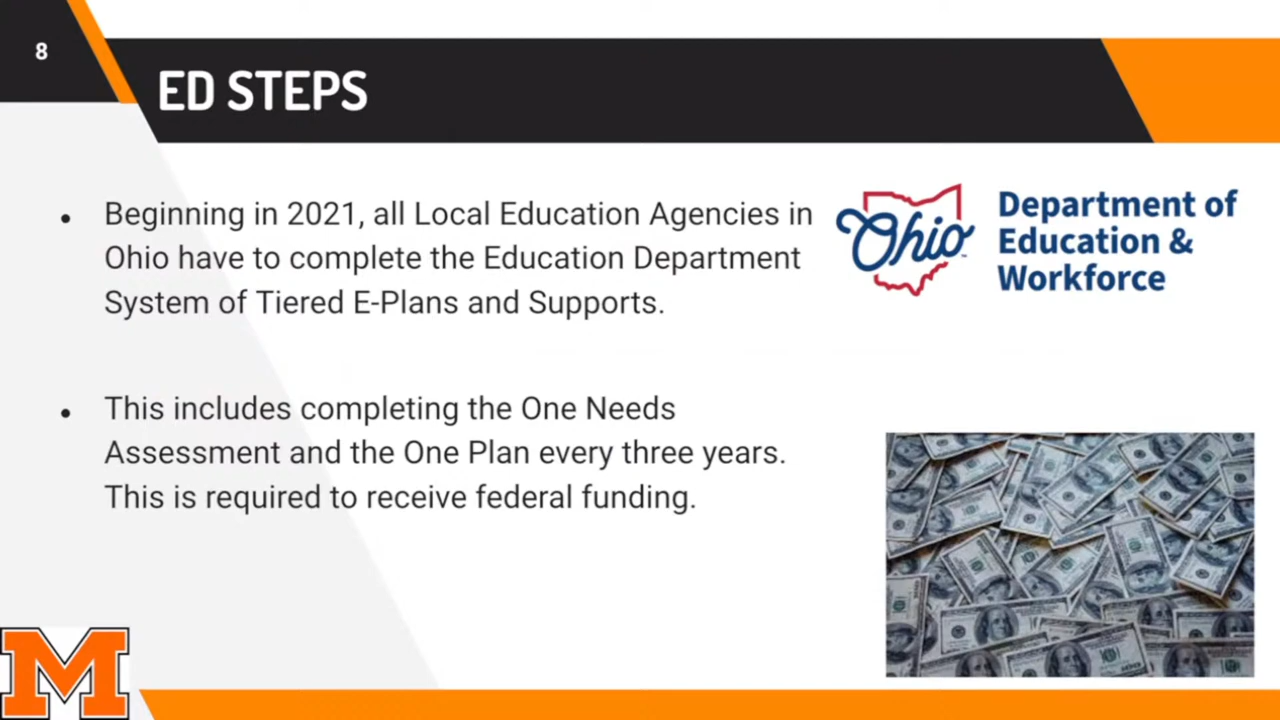 8
ED STEPS
Beginning in 2021, all Local Education Agencies in
Ohio have to complete the Education Department
System of Tiered E-Plans and Supports.
Ohio
Department of
Education &
Workforce
This includes completing the One Needs
Assessment and the One Plan every three years.
This is required to receive federal funding.
M